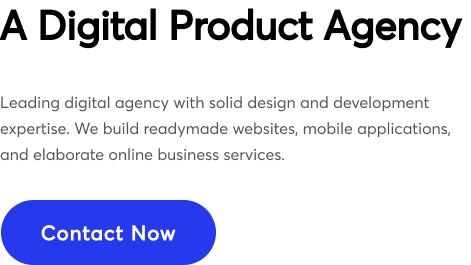 A Digital Product Agency
Leading digital agency with solid design and development
expertise. We build readymade websites, mobile applications,
and elaborate online business services.
Contact Now